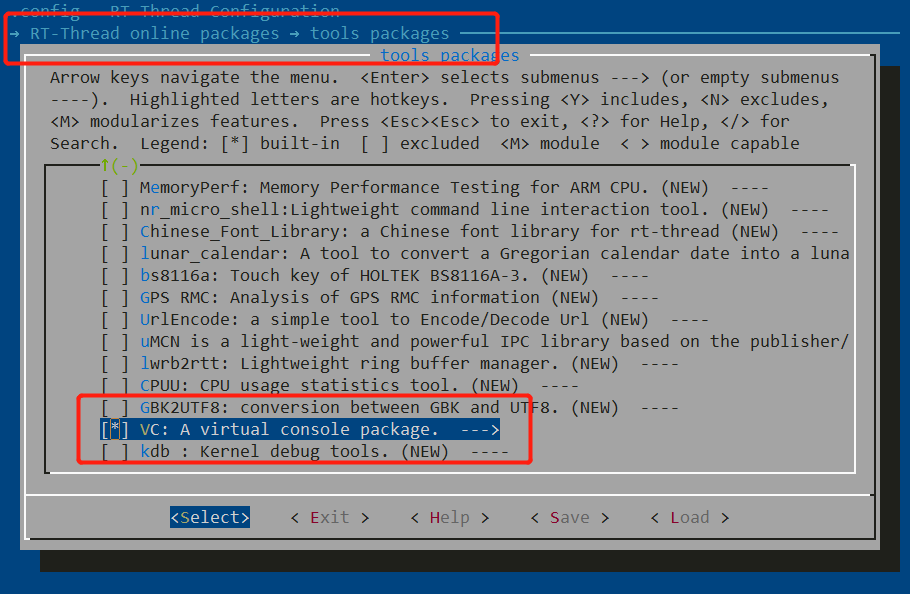 .config - RT-Thread Configuration
→ RT-Thread online packages → tools packages
tools packages
Arrow keys navigate the menu.  <Enter> selects submenus ---> (or empty submenus
----).  Highlighted letters are hotkeys.  Pressing <Y> includes, <N> excludes,
<M> modularizes features.  Press <Esc><Esc> to exit, <?> for Help, </> for
Search.  Legend: [*] built-in  [ ] excluded  <M> module  < > module capable
↑(-)
[ ] MemoryPerf: Memory Performance Testing for ARM CPU. (NEW)  ----
[ ] nr_micro_shell:Lightweight command line interaction tool. (NEW)  ----
[ ] Chinese_Font_Library: a Chinese font library for rt-thread (NEW)  ----
[ ] lunar_calendar: A tool to convert a Gregorian calendar date into a luna
[ ] bs8116a: Touch key of HOLTEK BS8116A-3. (NEW)  ----
[ ] GPS RMC: Analysis of GPS RMC information (NEW)  ----
[ ] UrlEncode: a simple tool to Encode/Decode Url (NEW)  ----
[ ] uMCN is a light-weight and powerful IPC library based on the publisher/
[ ] lwrb2rtt: Lightweight ring buffer manager. (NEW)  ----
[ ] CPUU: CPU usage statistics tool. (NEW)  ----
[ ] GBK2UTF8: conversion between GBK and UTF8. (NEW)  ----
[*] VC: A virtual console package.  --->
[ ] kdb : Kernel debug tools. (NEW)  ----
<Select>    < Exit >    < Help >    < Save >    < Load >